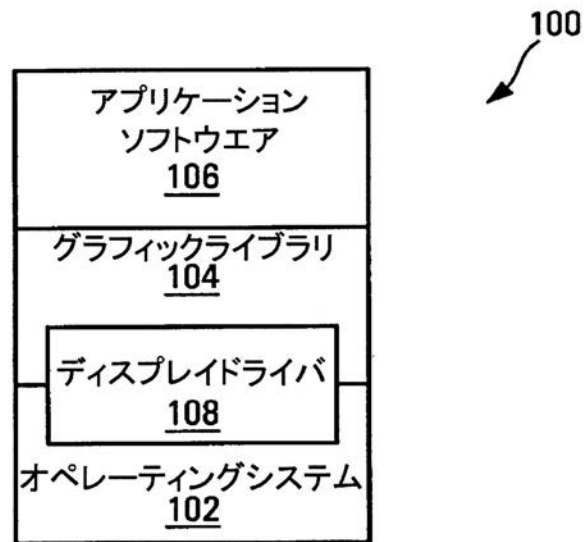 100
アプリケーション
ソフトウエア
106
グラフィックライブラリ
104
ディスプレイドライバ
108
オペレーティングシステム
102